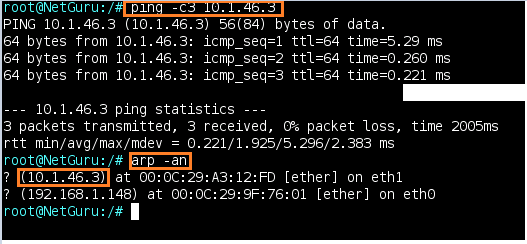 root@NetGuru:/# ping -c3 10.1.46.3
PING 10.1.46.3 (10.1.46.3) 56(84) bytes of data.
64 bytes from 10.1.46.3: icmp_seq=1 ttl=64 time=5.29 ms
64 bytes from 10.1.46.3: icmp_seq=2 ttl=64 time=0.260 ms
64 bytes from 10.1.46.3: icmp_seq=3 ttl=64 time=0.221 ms
--- 10.1.46.3 ping statistics ---
3 packets transmitted, 3 received, 0% packet loss, time 2005ms
rtt min/avg/max/mdev = 0.221/1.925/5.296/2.383 ms
root@NetGuru:/# arp -an
? (10.1.46.3) at 00:0C:29:A3:12:FD [ether] on eth1
? (192.168.1.148) at 00:0C:29:9F:76:01 [ether] on eth0
root@NetGuru:/#